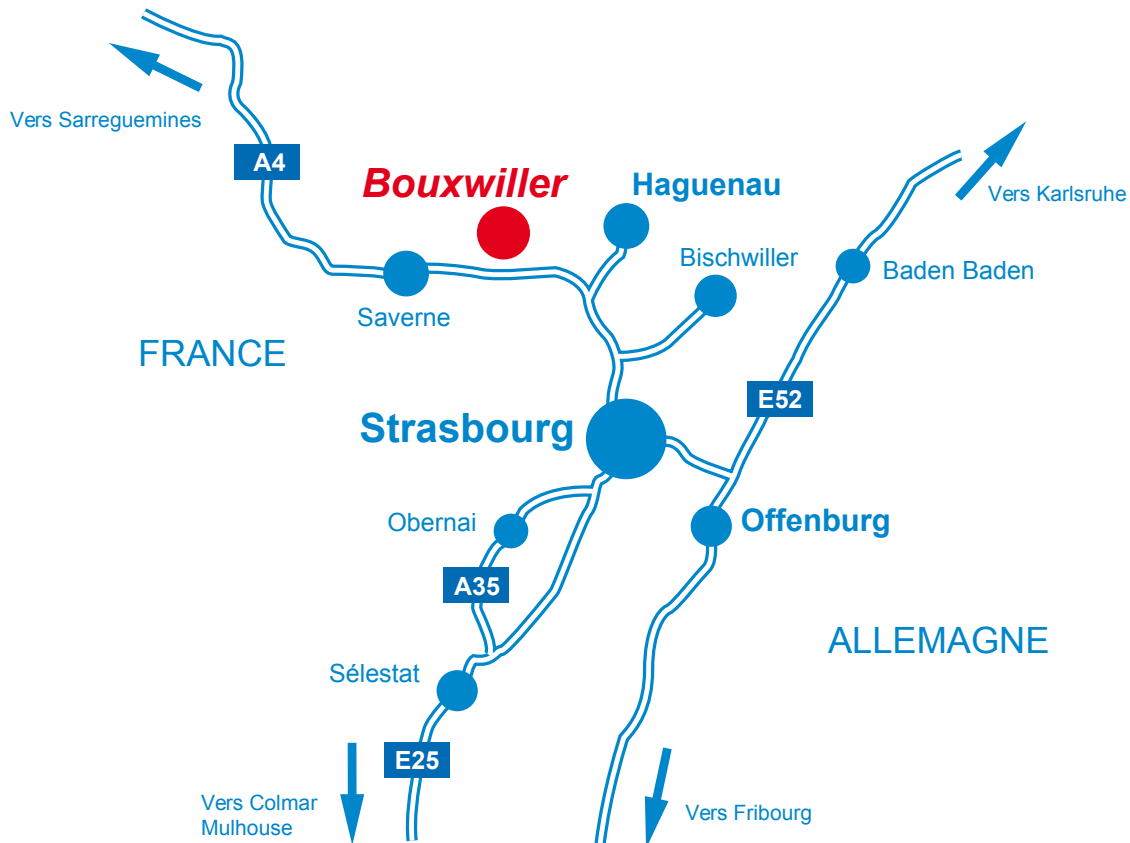 Vers Sarreguemines
A4
Bouxwiller
Haguenau
Vers Karlsruhe
Bischwiller
Baden Baden
Saverne
FRANCE
E52
Strasbourg
Obernai
Offenburg
A35
ALLEMAGNE
Sélestat
E25
Vers Colmar
Mulhouse
Vers Fribourg